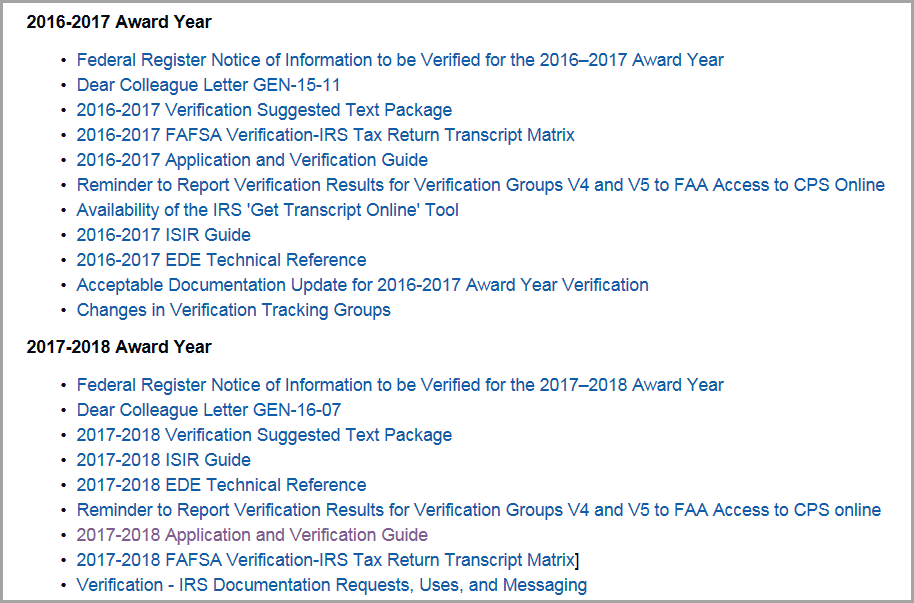 2016-2017 Award Year
• Federal Register Notice of Information to be Verified for the 2016–2017 Award Year
• Dear Colleague Letter GEN-15-11
• 2016-2017 Verification Suggested Text Package
• 2016-2017 FAFSA Verification-IRS Tax Return Transcript Matrix
• 2016-2017 Application and Verification Guide
• Reminder to Report Verification Results for Verification Groups V4 and V5 to FAA Access to CPS Online
• Availability of the IRS 'Get Transcript Online' Tool
• 2016-2017 ISIR Guide
• 2016-2017 EDE Technical Reference
• Acceptable Documentation Update for 2016-2017 Award Year Verification
• Changes in Verification Tracking Groups
2017-2018 Award Year
• Federal Register Notice of Information to be Verified for the 2017–2018 Award Year
• Dear Colleague Letter GEN-16-07
• 2017-2018 Verification Suggested Text Package
• 2017-2018 ISIR Guide
• 2017-2018 EDE Technical Reference
• Reminder to Report Verification Results for Verification Groups V4 and V5 to FAA Access to CPS online
• 2017-2018 Application and Verification Guide
• 2017-2018 FAFSA Verification-IRS Tax Return Transcript Matrix]
• Verification - IRS Documentation Requests, Uses, and Messaging